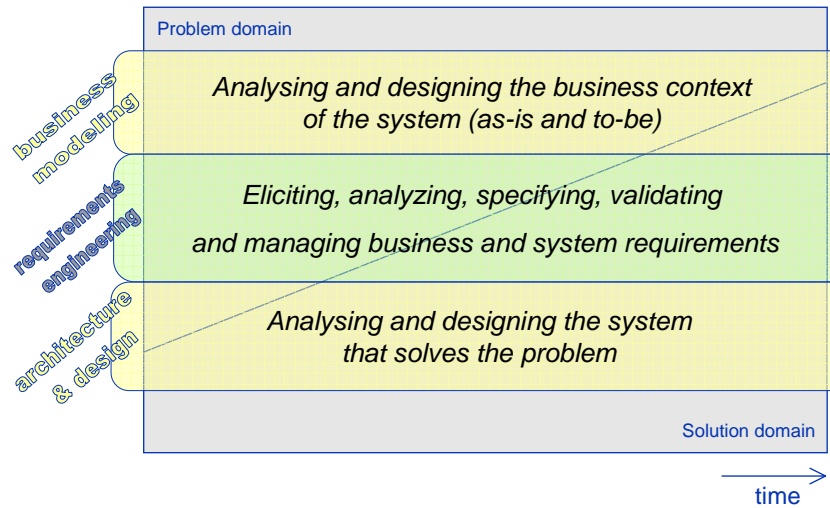 Problem domain
business
modeling
Analysing and designing the business context
of the system (as-is and to-be)
requirements
engineering
Eliciting, analyzing, specifying, validating
and managing business and system requirements
architecture
& design
Analysing and designing the system
that solves the problem
Solution domain
time